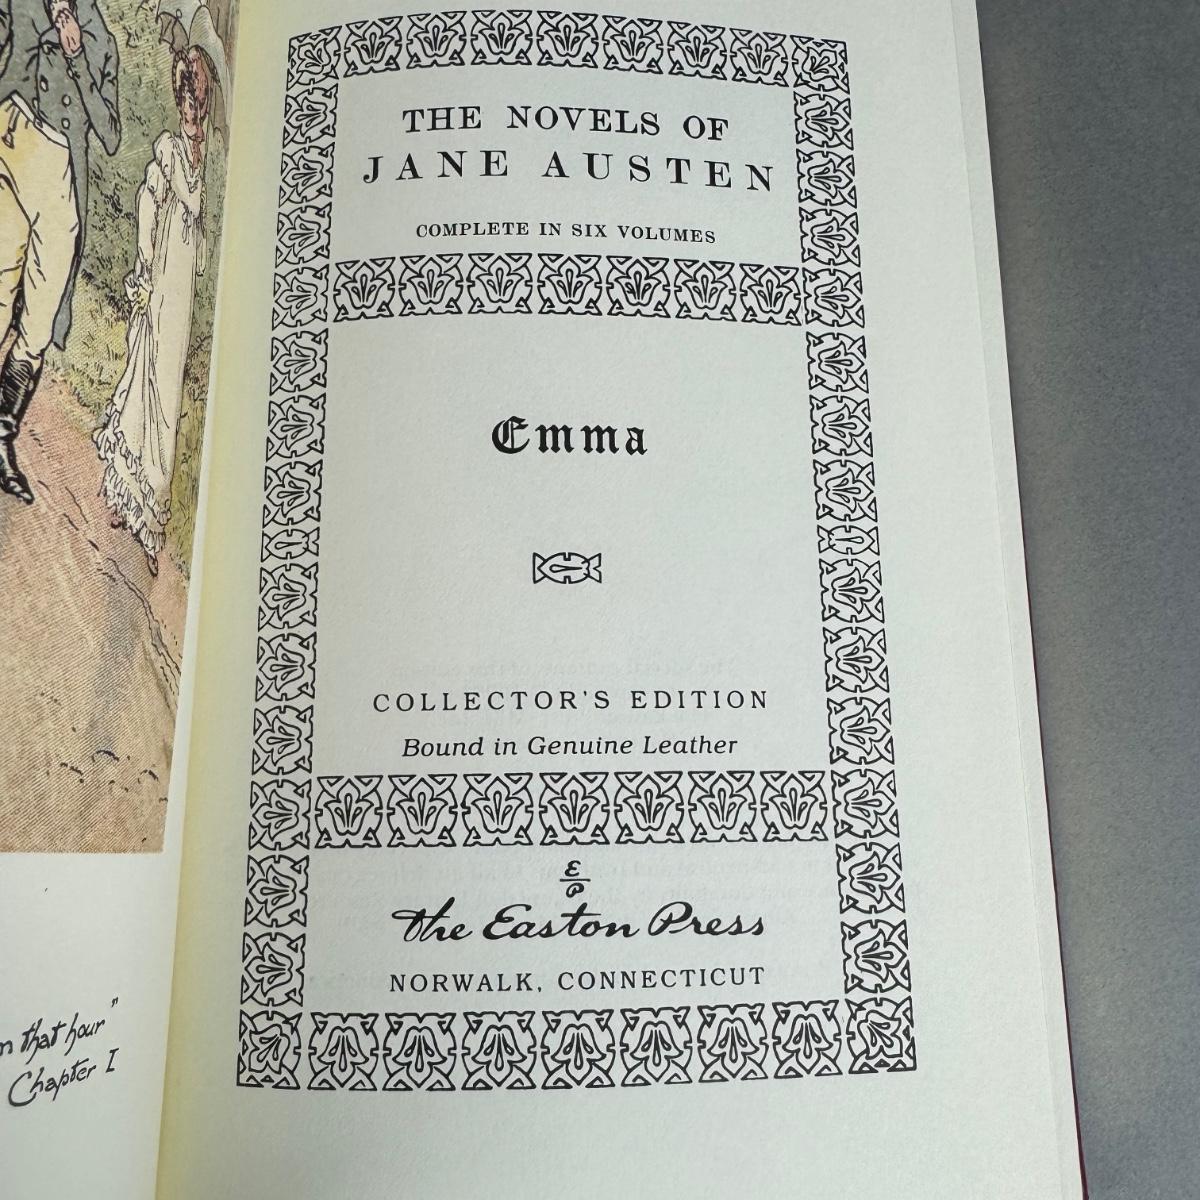 THE NOVELS OF
JANE AUSTEN
COMPLETE IN SIX VOLUMES
Emma
COLLECTOR'S EDITION
Bound in Genuine Leather
E/P
The Easton Press
NORWALK, CONNECTICUT
that hour"
Chapter I